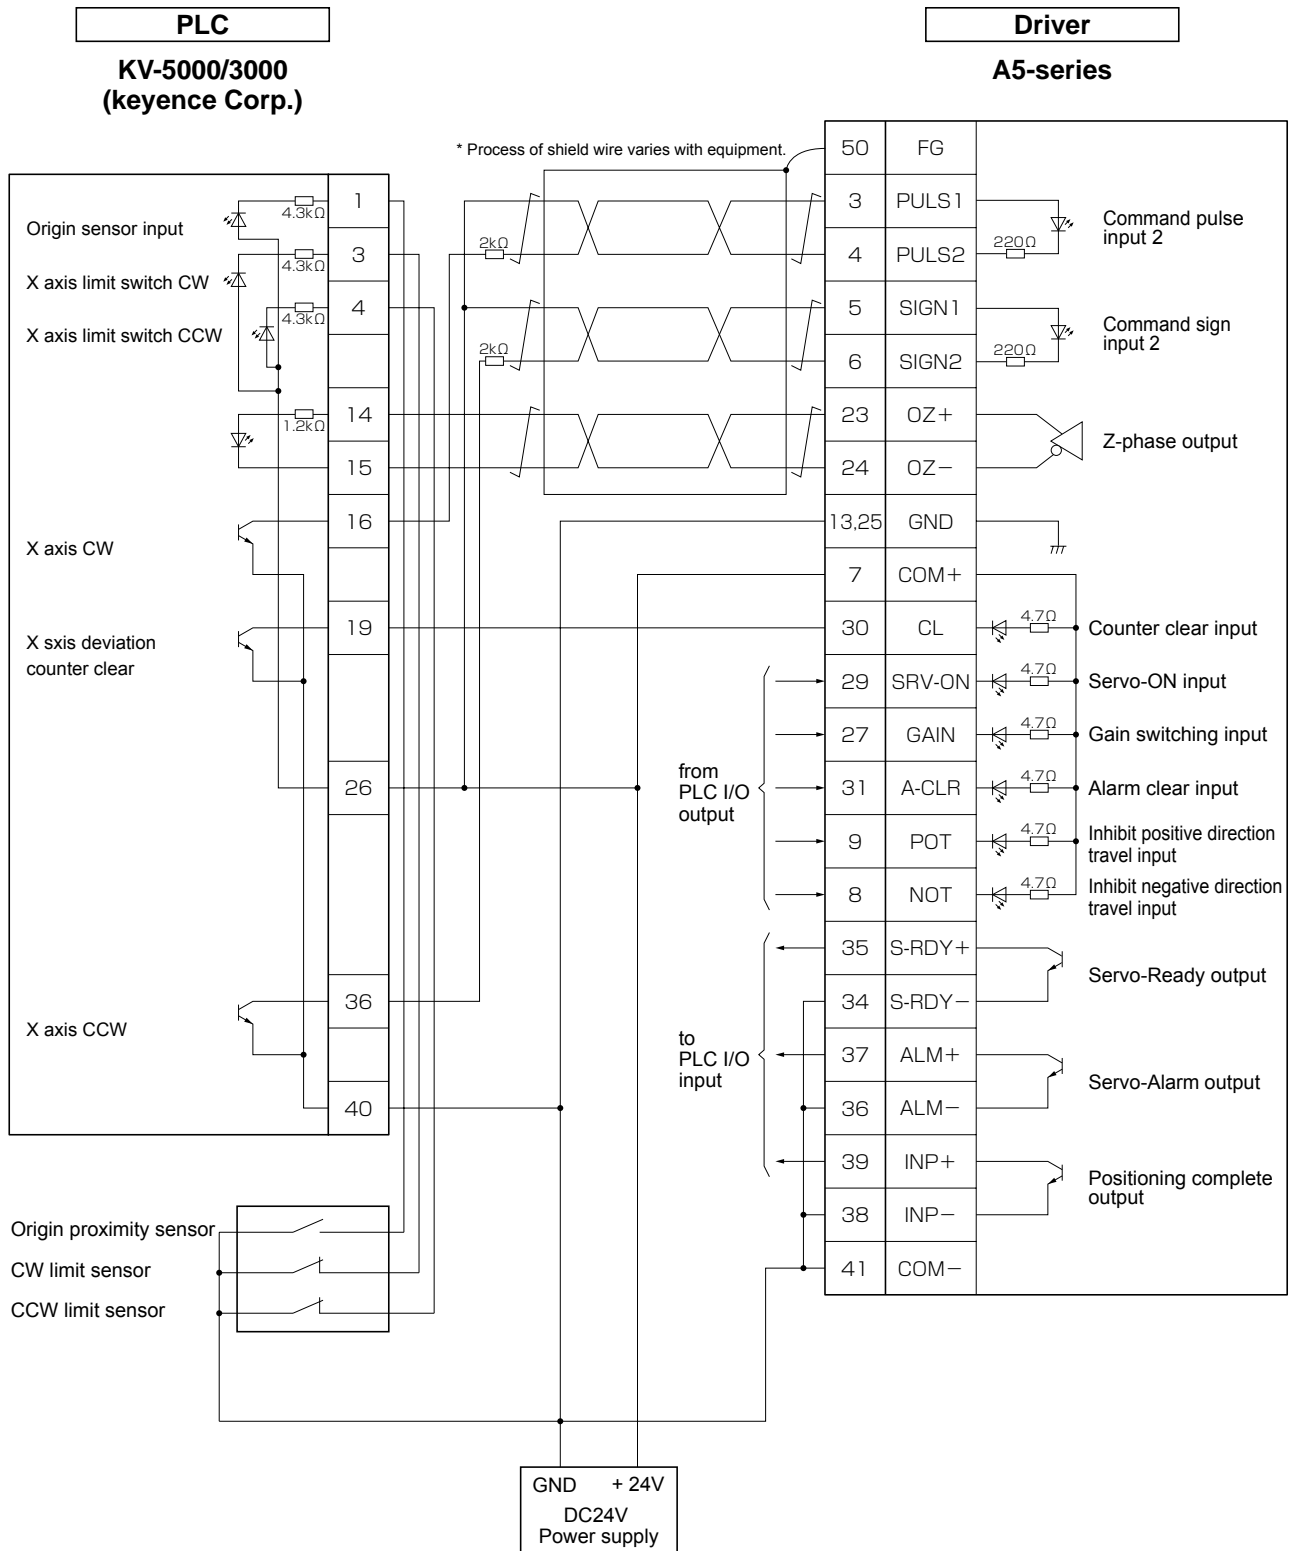 PLC
Driver
KV-5000/3000
(keyence Corp.)
A5-series
* Process of shield wire varies with equipment.
50 FG
1
4.3kΩ
Origin sensor input
3 PULS1
Command pulse
input 2
3
4.3kΩ
2kΩ
4 PULS2
220Ω
X axis limit switch CW
4
4.3kΩ
X axis limit switch CCW
5 SIGN1
Command sign
input 2
2kΩ
6 SIGN2
220Ω
14
1.2kΩ
23 OZ+
Z-phase output
15
24 OZ−
16
13,25 GND
X axis CW
7 COM+
19
X sxis deviation
counter clear
30 CL
4.7Ω
Counter clear input
29 SRV-ON
4.7Ω
Servo-ON input
27 GAIN
4.7Ω
Gain switching input
from
PLC I/O
output
26
31 A-CLR
4.7Ω
Alarm clear input
9 POT
4.7Ω
Inhibit positive direction
travel input
8 NOT
4.7Ω
Inhibit negative direction
travel input
35 S-RDY+
Servo-Ready output
36
34 S-RDY−
X axis CCW
to
PLC I/O
input
37 ALM+
Servo-Alarm output
40
36 ALM−
39 INP+
Positioning complete
output
38 INP−
41 COM−
Origin proximity sensor
CW limit sensor
CCW limit sensor
GND + 24V
DC24V
Power supply